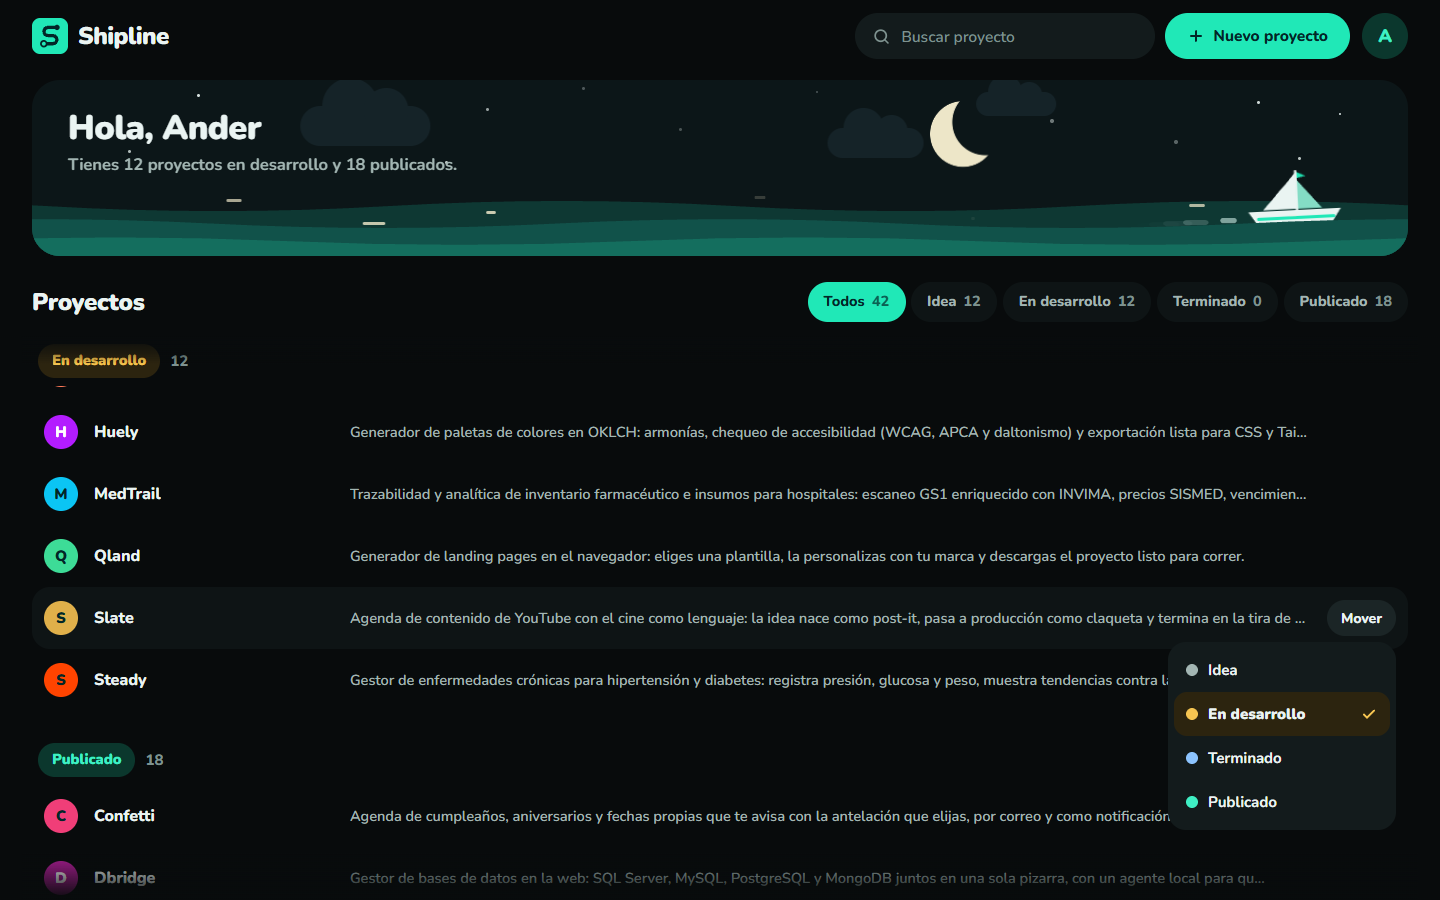 Shipline
Buscar proyecto
Nuevo proyecto
A
Hola, Ander
Tienes 12 proyectos en desarrollo y 18 publicados.
Proyectos
Todos 42
Idea 12
En desarrollo 12
Terminado 0
Publicado 18
En desarrollo 12
H Huely Generador de paletas de colores en OKLCH: armonías, chequeo de accesibilidad (WCAG, APCA y daltonismo) y exportación lista para CSS y Tai...
M MedTrail Trazabilidad y analítica de inventario farmacéutico e insumos para hospitales: escaneo GS1 enriquecido con INVIMA, precios SISMED, vencimien...
Q Qland Generador de landing pages en el navegador: eliges una plantilla, la personalizas con tu marca y descargas el proyecto listo para correr.
S Slate Agenda de contenido de YouTube con el cine como lenguaje: la idea nace como post-it, pasa a producción como claqueta y termina en la tira de ... Mover
S Steady Gestor de enfermedades crónicas para hipertensión y diabetes: registra presión, glucosa y peso, muestra tendencias contra
Idea
En desarrollo
Terminado
Publicado
Publicado 18
C Confetti Agenda de cumpleaños, aniversarios y fechas propias que te avisa con la antelación que elijas, por correo y como notificación
D Dbridge Gestor de bases de datos en la web: SQL Server, MySQL, PostgreSQL y MongoDB juntos en una sola pizarra, con un agente local para qu...